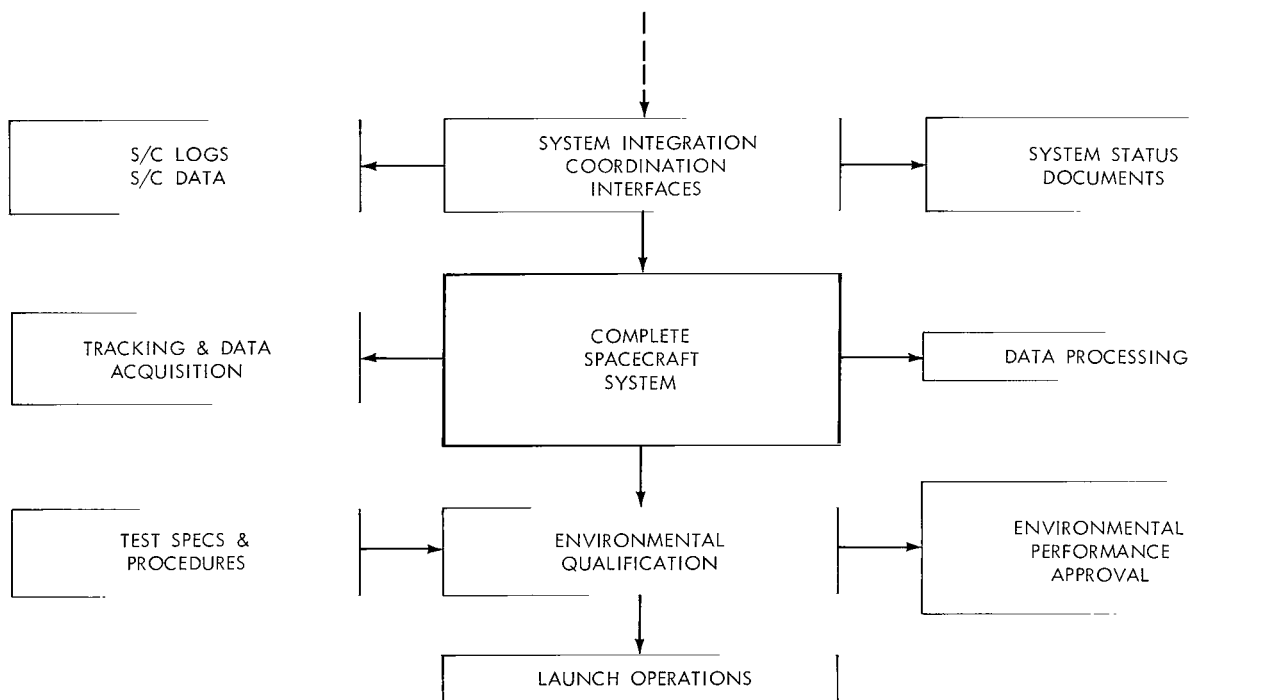 S/C LOGS
S/C DATA
SYSTEM INTEGRATION
COORDINATION
INTERFACES
SYSTEM STATUS
DOCUMENTS
TRACKING & DATA
ACQUISITION
COMPLETE
SPACECRAFT
SYSTEM
DATA PROCESSING
TEST SPECS &
PROCEDURES
ENVIRONMENTAL
QUALIFICATION
ENVIRONMENTAL
PERFORMANCE
APPROVAL
LAUNCH OPERATIONS